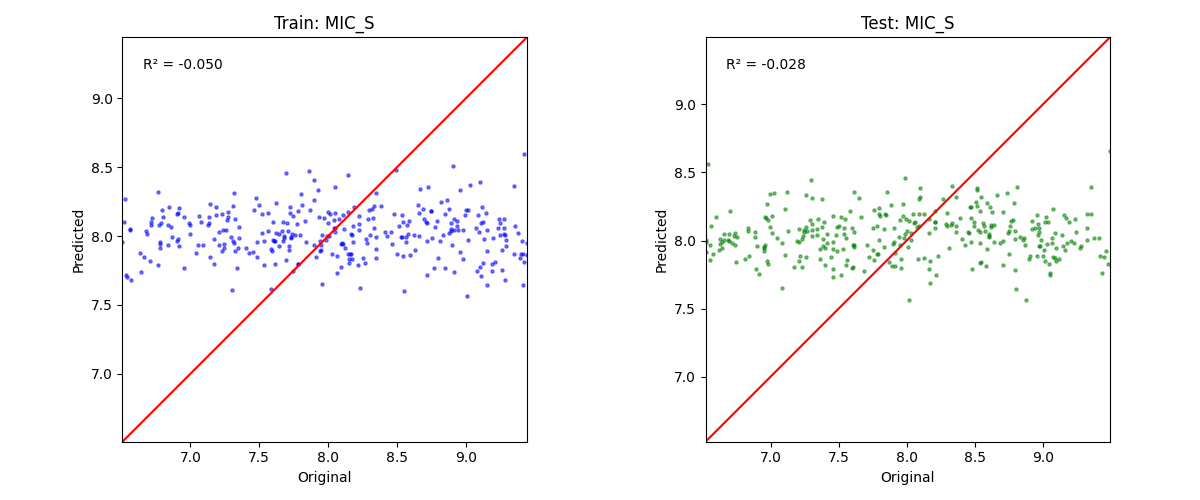 Train: MIC_S
R² = -0.050
9.0
8.5
8.0
7.5
7.0
Predicted
7.0 7.5 8.0 8.5 9.0
Original
Test: MIC_S
R² = -0.028
9.0
8.5
8.0
7.5
7.0
Predicted
7.0 7.5 8.0 8.5 9.0
Original